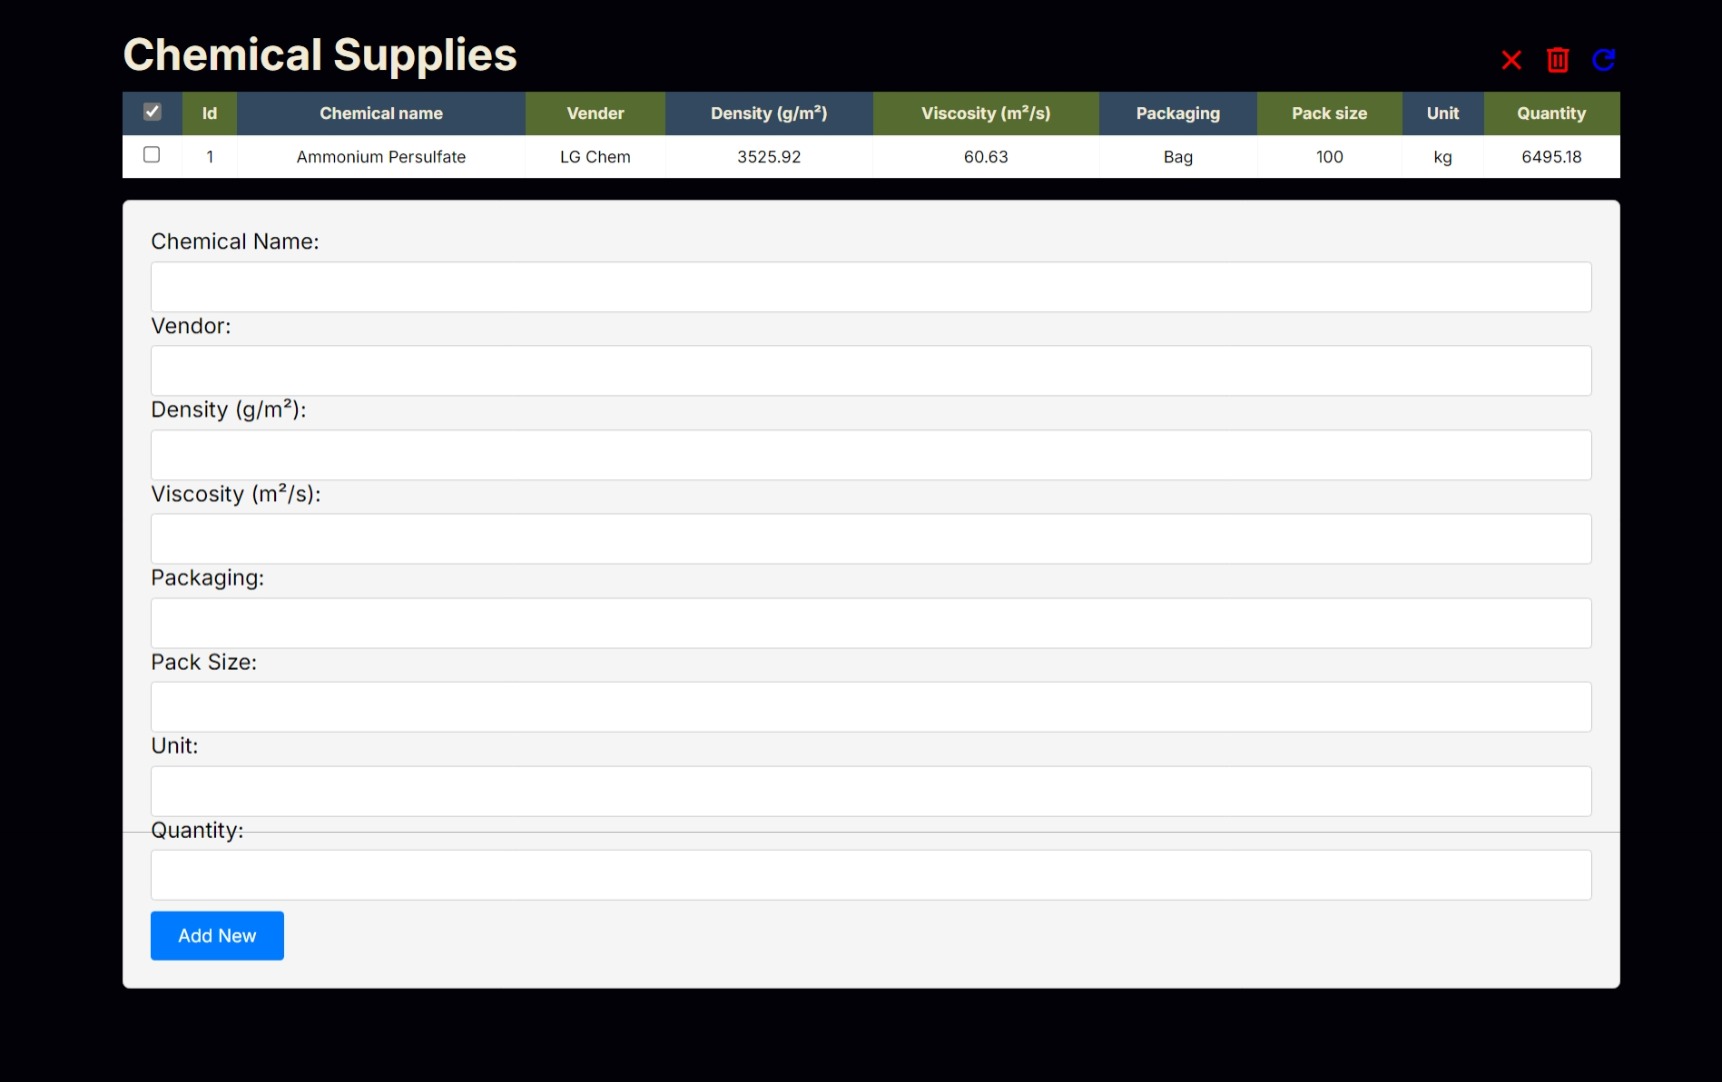 Chemical Supplies
Id Chemical name Vender Density (g/m²) Viscosity (m²/s) Packaging Pack size Unit Quantity
1 Ammonium Persulfate LG Chem 3525.92 60.63 Bag 100 kg 6495.18
Chemical Name:
Vendor:
Density (g/m²):
Viscosity (m²/s):
Packaging:
Pack Size:
Unit:
Quantity:
Add New